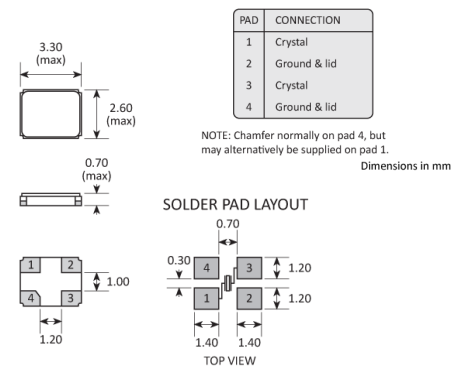 PAD CONNECTION
1 Crystal
2 Ground & lid
3 Crystal
4 Ground & lid
NOTE: Chamfer normally on pad 4, but
may alternatively be supplied on pad 1.
Dimensions in mm
3.30
(max)
2.60
(max)
0.70
(max)
1 2
4 3
1.00
1.20
SOLDER PAD LAYOUT
0.70
0.30
4 3
1.20
1 2
1.20
1.40 1.40
TOP VIEW